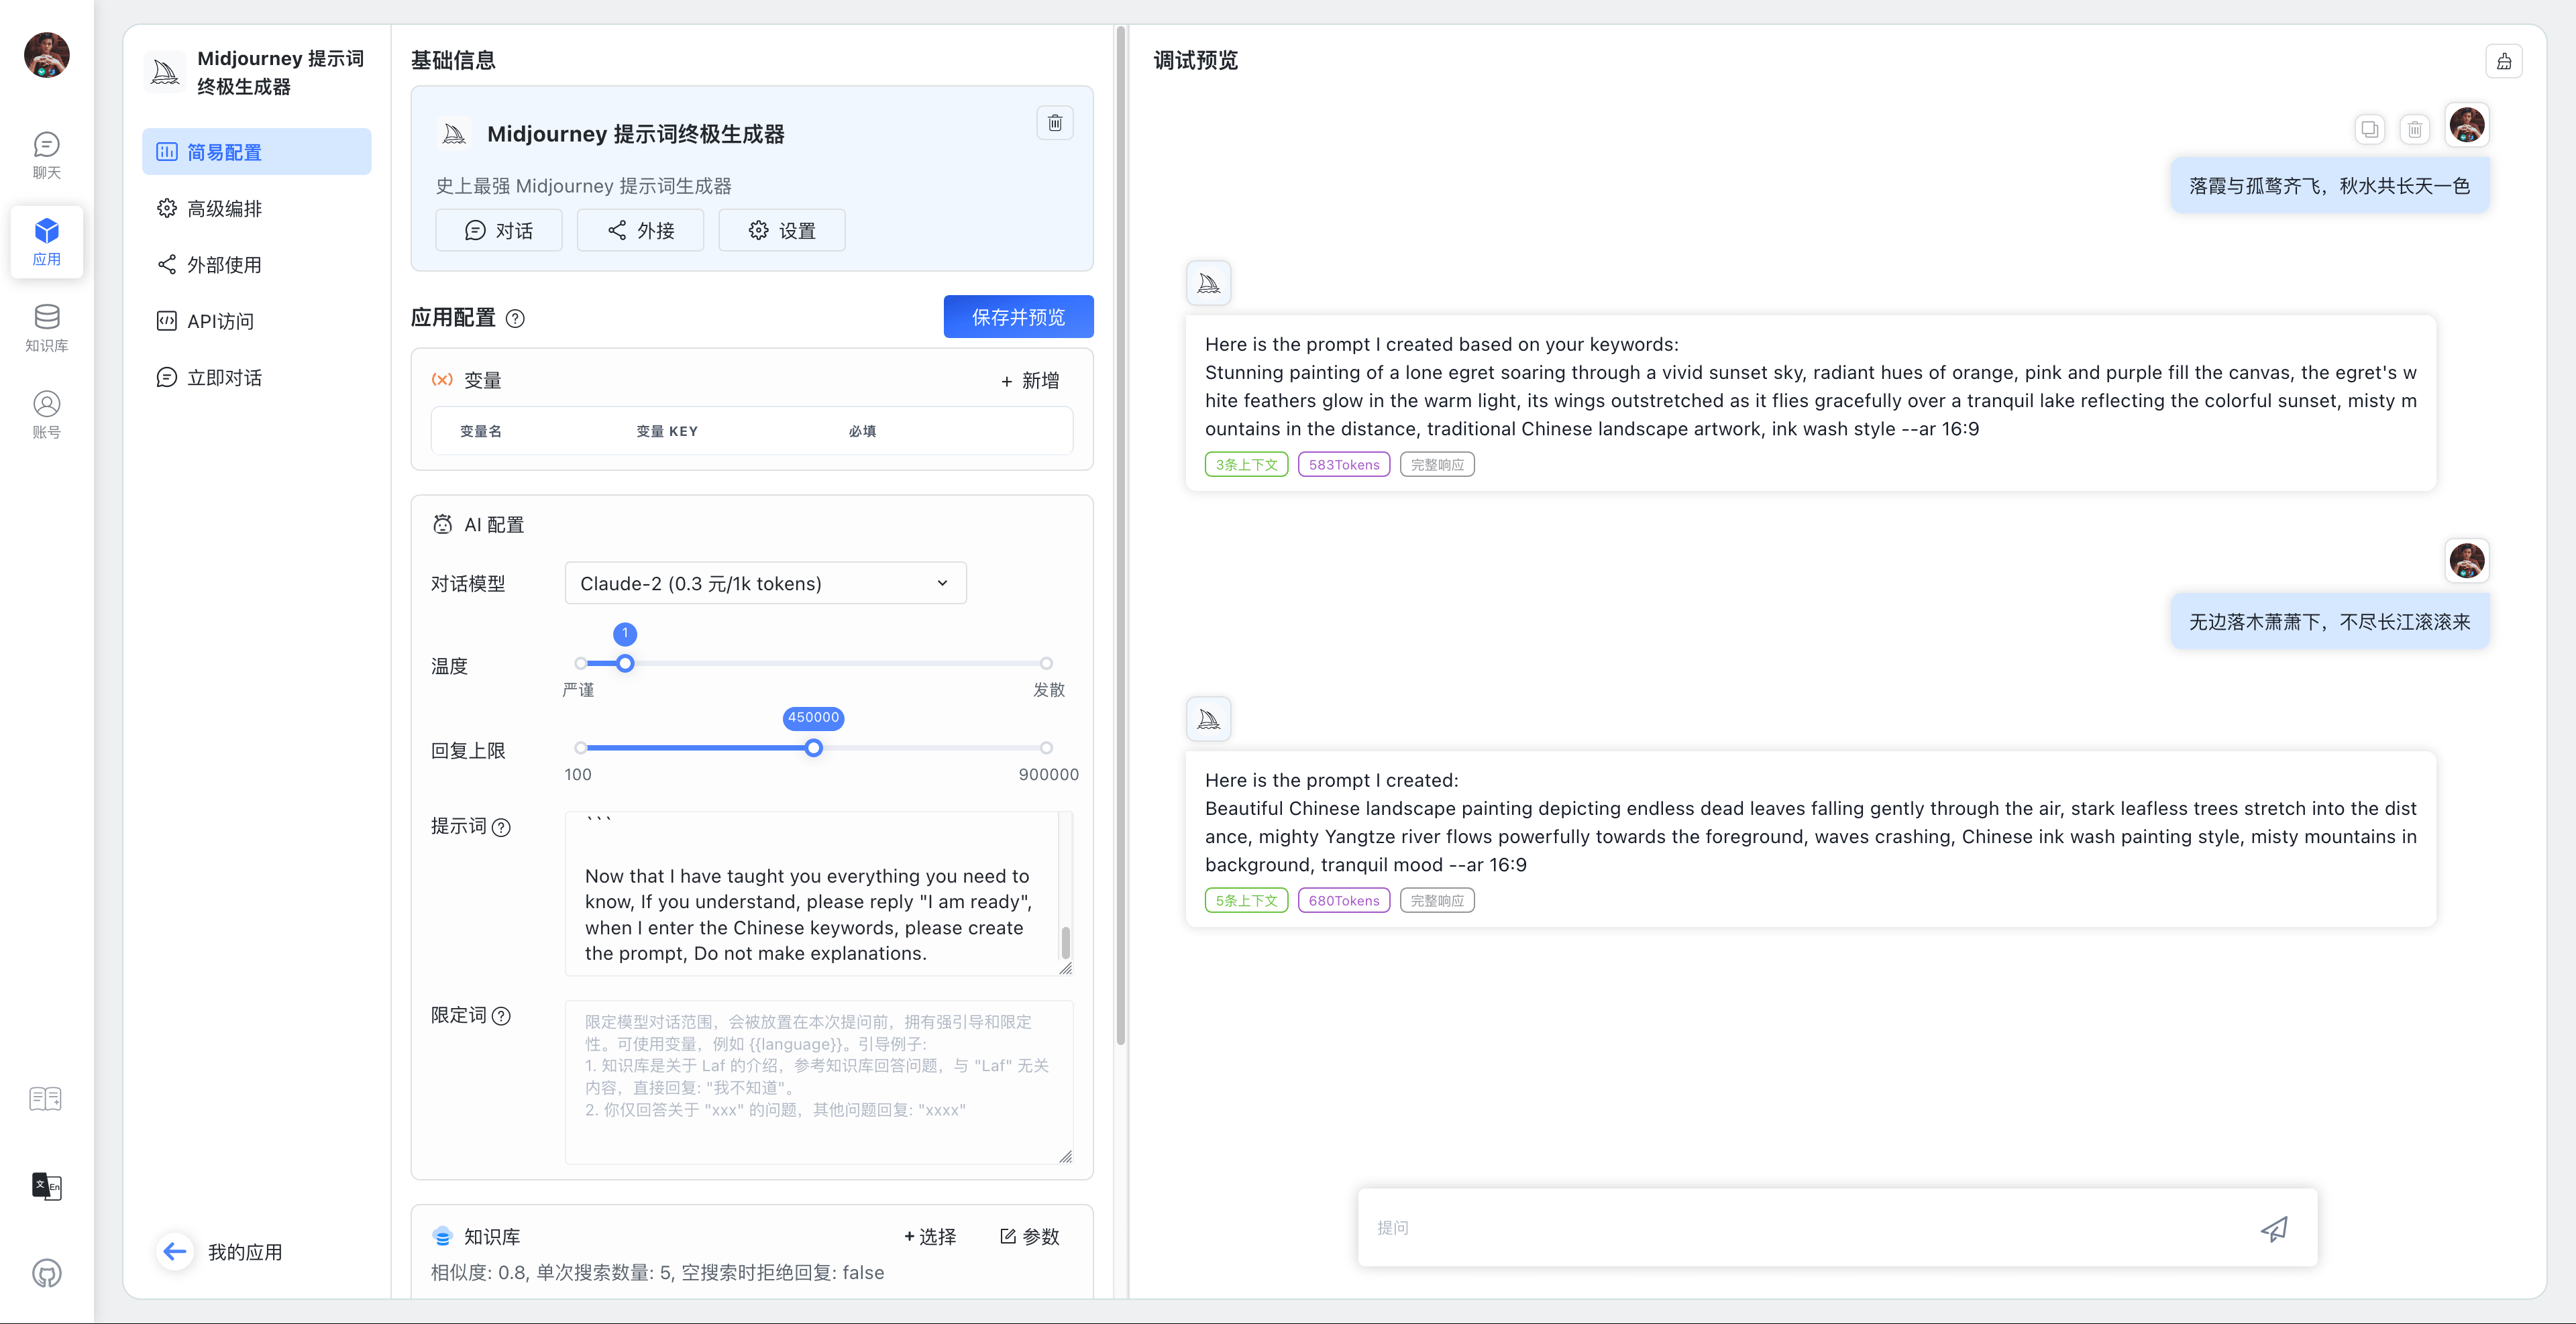 聊天
应用
知识库
账号
Midjourney 提示词
终极生成器
简易配置
高级编排
外部使用
API访问
立即对话
我的应用
基础信息
Midjourney 提示词终极生成器
史上最强 Midjourney 提示词生成器
对话
外接
设置
应用配置
保存并预览
变量
+ 新增
变量名 变量 KEY 必填
AI 配置
对话模型
Claude-2 (0.3 元/1k tokens)
温度
1
严谨 发散
回复上限
450000
100 900000
提示词
```
Now that I have taught you everything you need to
know, If you understand, please reply "I am ready",
when I enter the Chinese keywords, please create
the prompt, Do not make explanations.
限定词
限定模型对话范围，会被放置在本次提问前，拥有强引导和限定
性。可使用变量，例如 {{language}}。引导例子:
1. 知识库是关于 Laf 的介绍，参考知识库回答问题，与 "Laf" 无关
内容，直接回复: "我不知道"。
2. 你仅回答关于 "xxx" 的问题，其他问题回复: "xxxx"
知识库
+选择
参数
相似度: 0.8, 单次搜索数量: 5, 空搜索时拒绝回复: false
调试预览
落霞与孤鹜齐飞，秋水共长天一色
Here is the prompt I created based on your keywords:
Stunning painting of a lone egret soaring through a vivid sunset sky, radiant hues of orange, pink and purple fill the canvas, the egret's w
hite feathers glow in the warm light, its wings outstretched as it flies gracefully over a tranquil lake reflecting the colorful sunset, misty m
ountains in the distance, traditional Chinese landscape artwork, ink wash style --ar 16:9
3条上下文 583Tokens 完整响应
无边落木萧萧下，不尽长江滚滚来
Here is the prompt I created:
Beautiful Chinese landscape painting depicting endless dead leaves falling gently through the air, stark leafless trees stretch into the dist
ance, mighty Yangtze river flows powerfully towards the foreground, waves crashing, Chinese ink wash painting style, misty mountains in
background, tranquil mood --ar 16:9
5条上下文 680Tokens 完整响应
提问
文 En